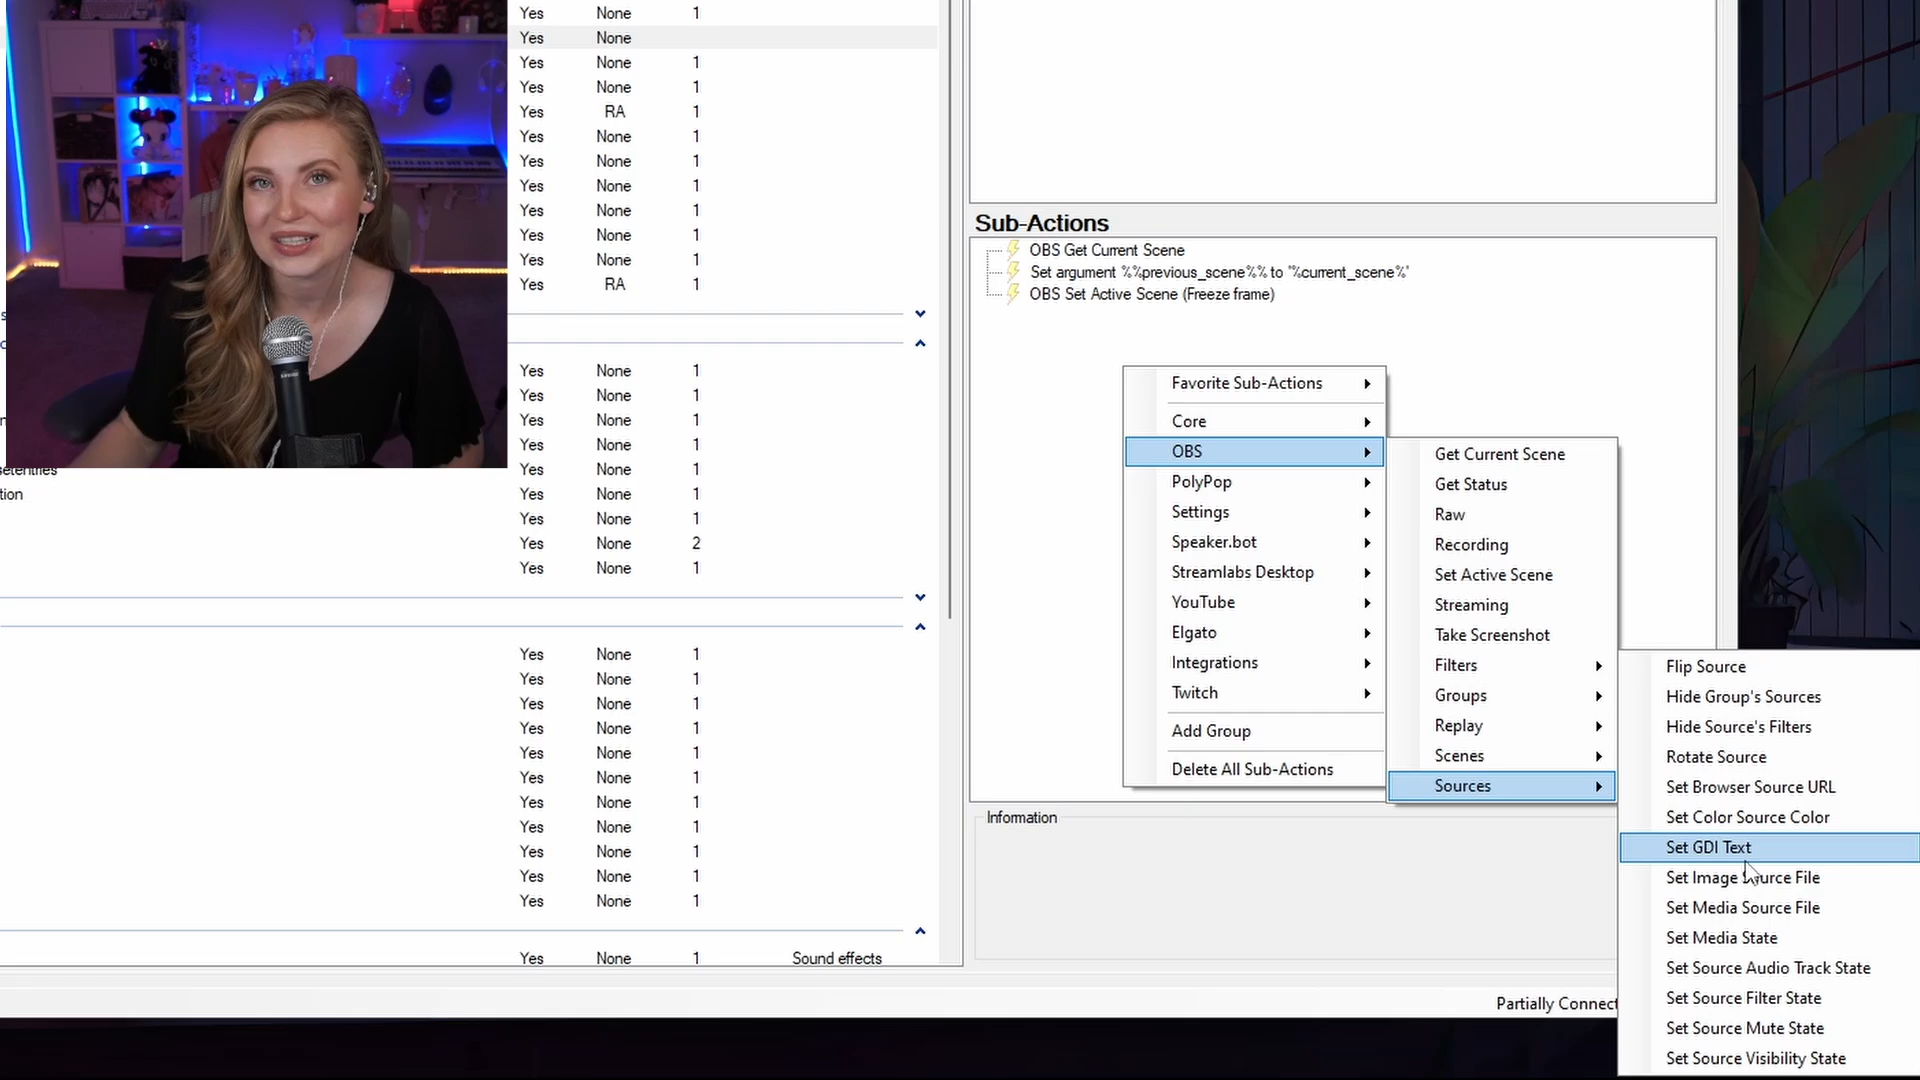 Yes None 1
Yes None
Yes None 1
Yes None 1
Yes RA 1
Yes None 1
Yes None 1
Yes None 1
Yes None 1
Yes None 1
Yes None 1
Yes RA 1
Yes None 1
Yes None 1
Yes None 1
Yes None 1
Yes None 1
tion Yes None 1
Yes None 1
Yes None 2
Yes None 1
Yes None 1
Yes None 1
Yes None 1
Yes None 1
Yes None 1
Yes None 1
Yes None 1
Yes None 1
Yes None 1
Yes None 1
Yes None 1
Yes None 1 Sound effects
Sub-Actions
OBS Get Current Scene
Set argument %%previous_scene%% to '%current_scene%'
OBS Set Active Scene (Freeze frame)
Favorite Sub-Actions
Core
OBS
PolyPop
Settings
Speaker.bot
Streamlabs Desktop
YouTube
Elgato
Integrations
Twitch
Add Group
Delete All Sub-Actions
Get Current Scene
Get Status
Raw
Recording
Set Active Scene
Streaming
Take Screenshot
Filters
Groups
Replay
Scenes
Sources
Flip Source
Hide Group's Sources
Hide Source's Filters
Rotate Source
Set Browser Source URL
Set Color Source Color
Set GDI Text
Set Image Source File
Set Media Source File
Set Media State
Set Source Audio Track State
Set Source Filter State
Set Source Mute State
Set Source Visibility State
Information
Partially Connect